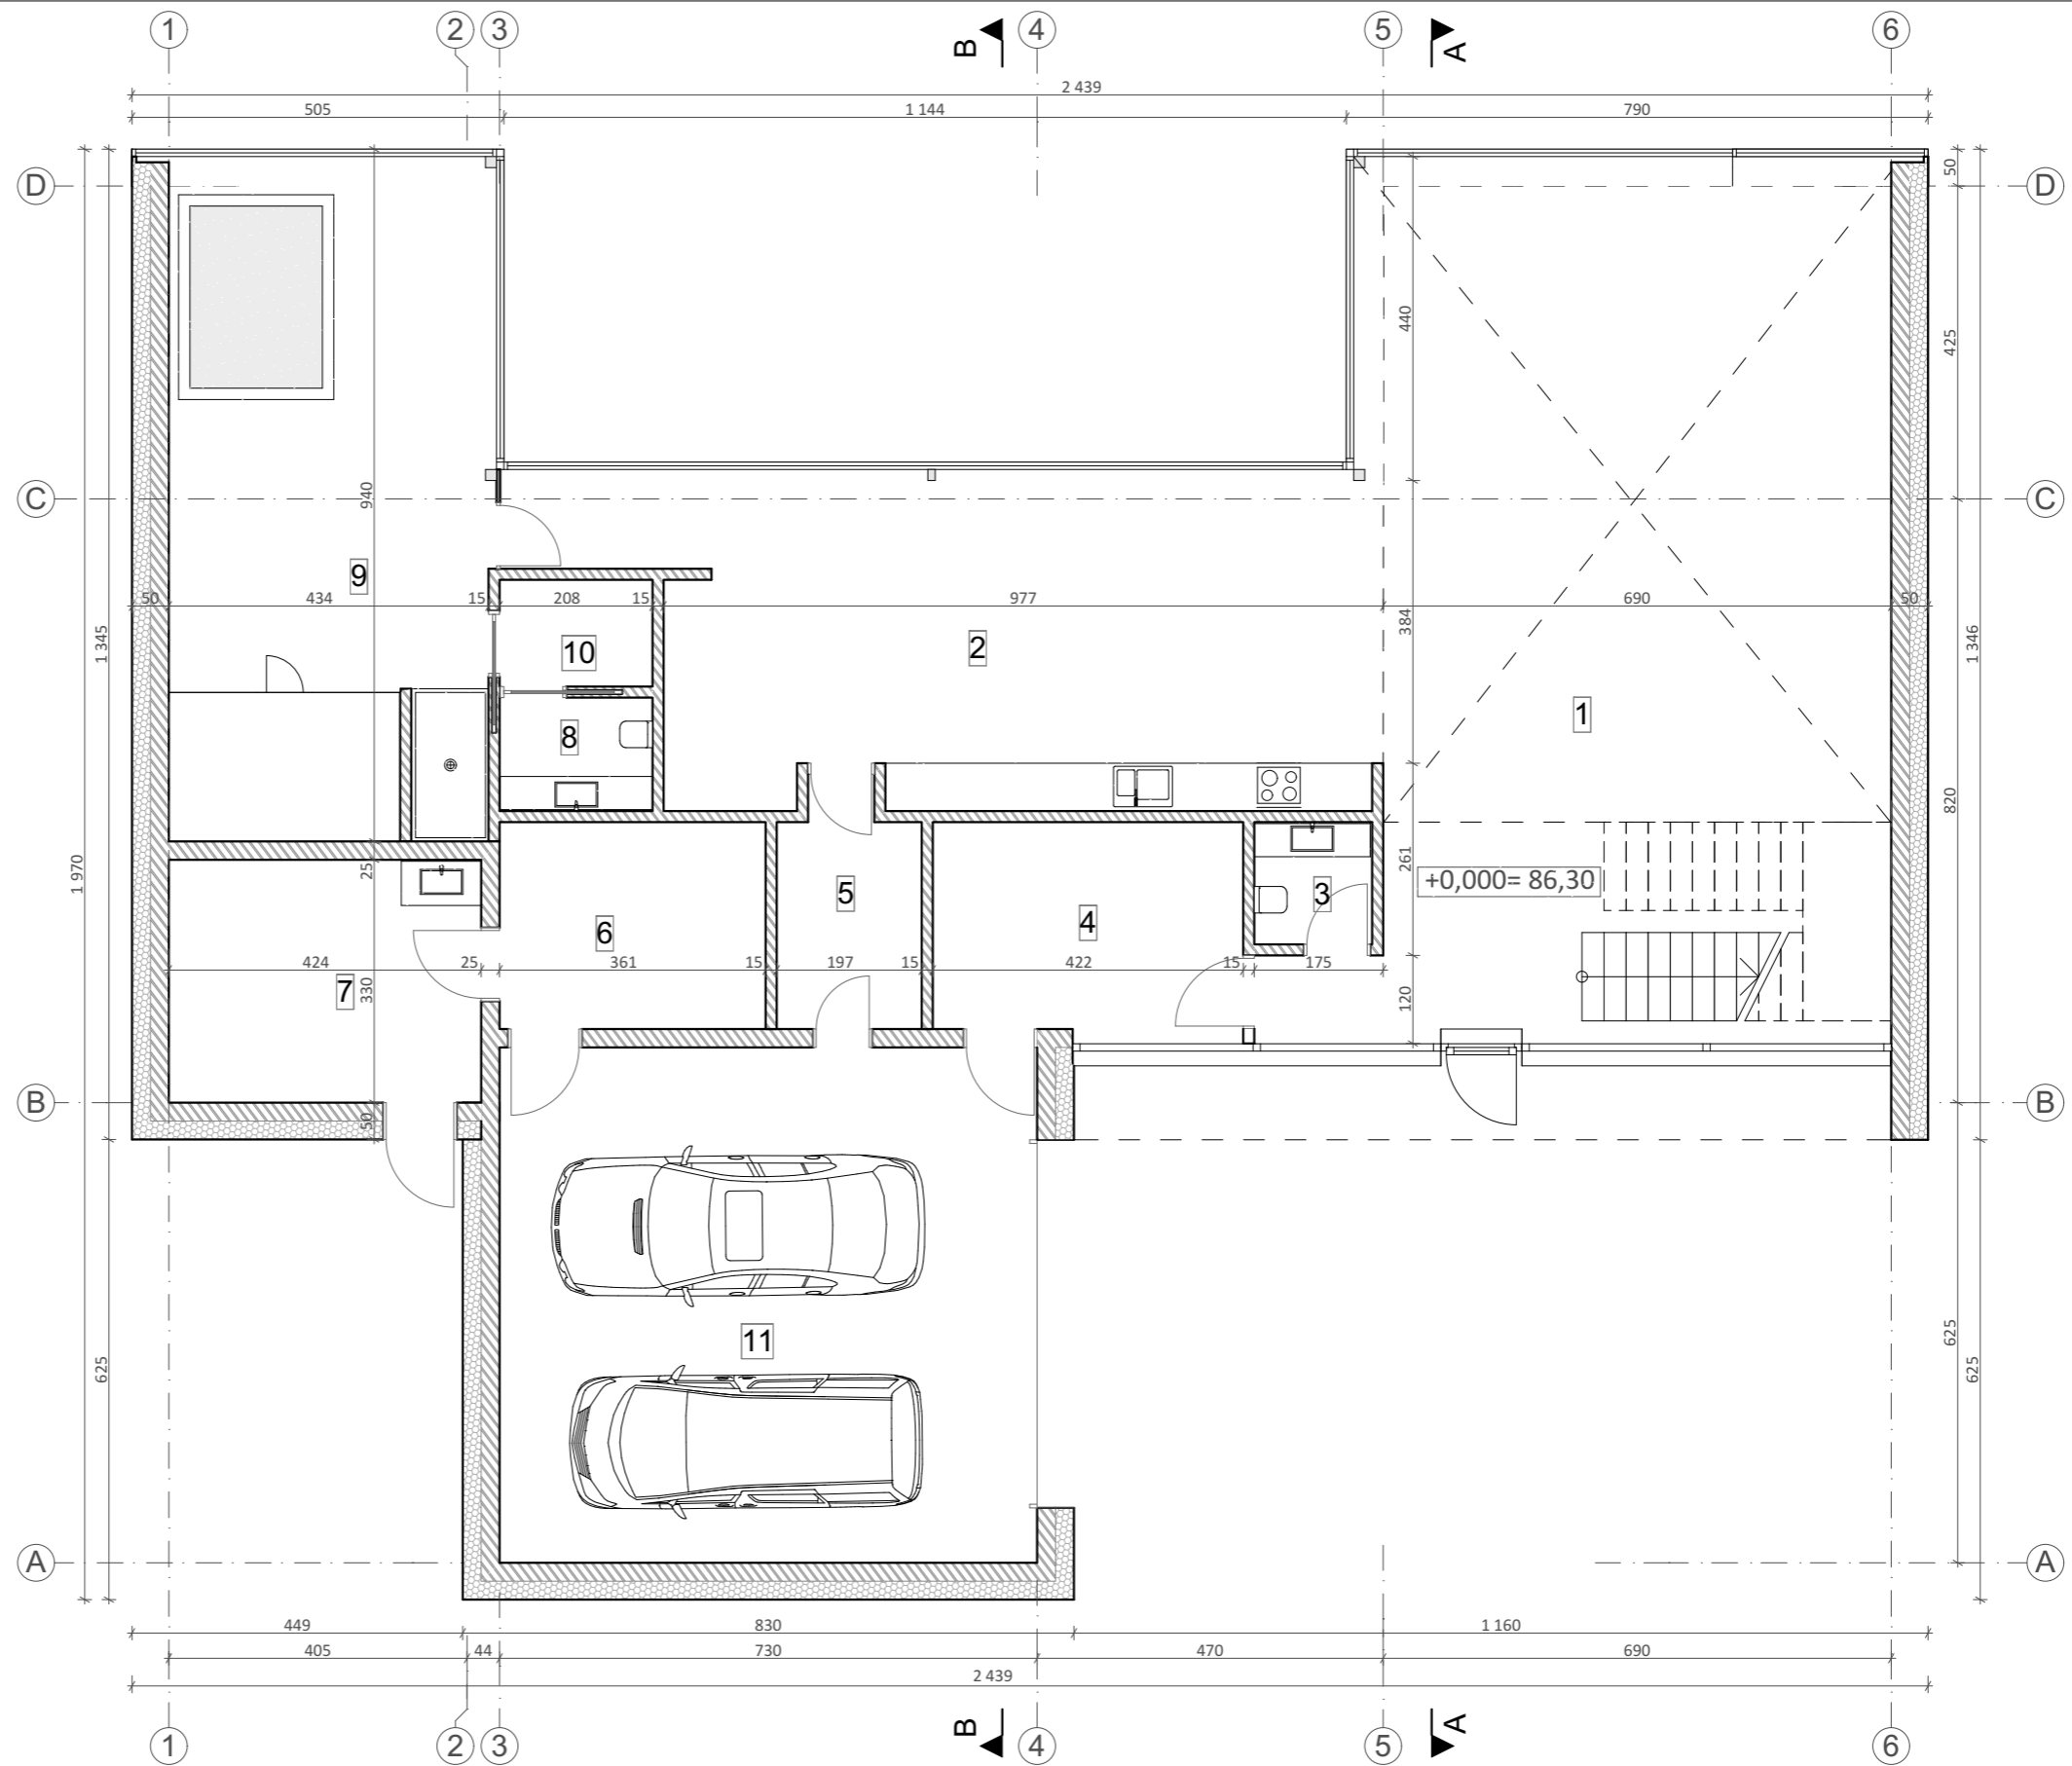 1 2 3 B 4 5 A 6
2 439
505 1 144 790
D 50 D
440 425
C 940 C
9
50 434 15 208 15 977 690 50
1 345 10 2 384 1 346
8 1
820
1 970 25 5 261 +0,000= 86,30
6 4 3
424 25 361 15 197 15 422 15 175
7 330 120
B 50 B
11
625 625 625
A A
449 830 1 160
405 44 730 470 690
2 439
1 2 3 B 4 5 A 6